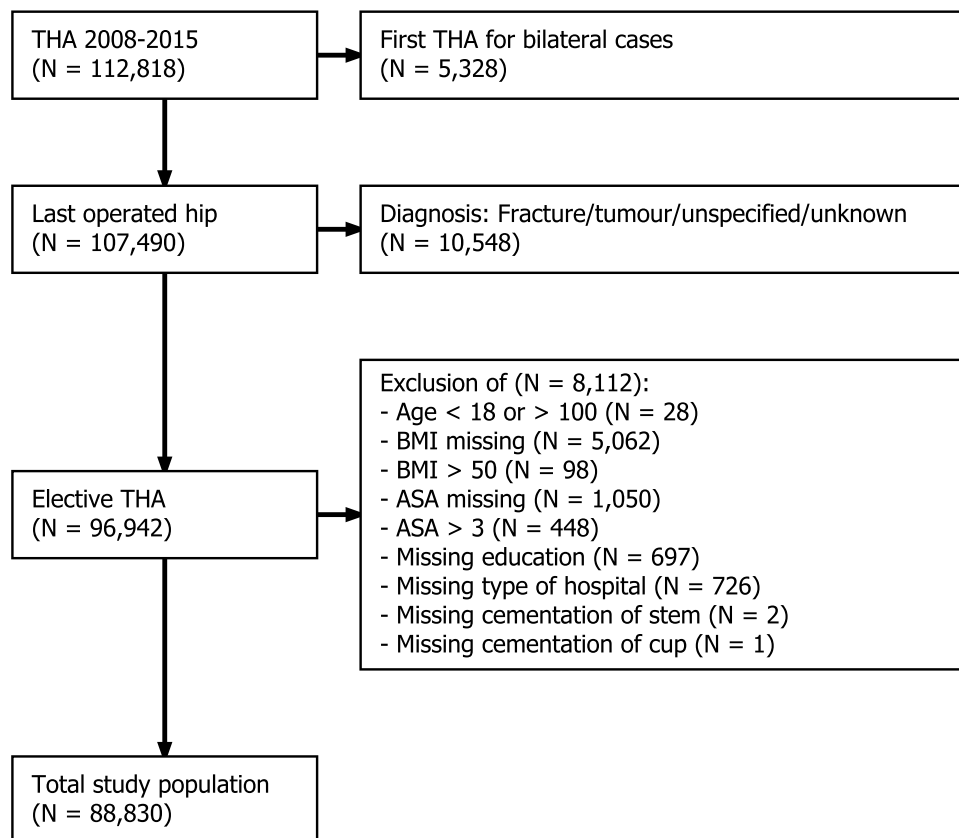 THA 2008-2015
(N = 112,818)
First THA for bilateral cases
(N = 5,328)
Last operated hip
(N = 107,490)
Diagnosis: Fracture/tumour/unspecified/unknown
(N = 10,548)
Exclusion of (N = 8,112):
- Age < 18 or > 100 (N = 28)
- BMI missing (N = 5,062)
- BMI > 50 (N = 98)
- ASA missing (N = 1,050)
- ASA > 3 (N = 448)
- Missing education (N = 697)
- Missing type of hospital (N = 726)
- Missing cementation of stem (N = 2)
- Missing cementation of cup (N = 1)
Elective THA
(N = 96,942)
Total study population
(N = 88,830)